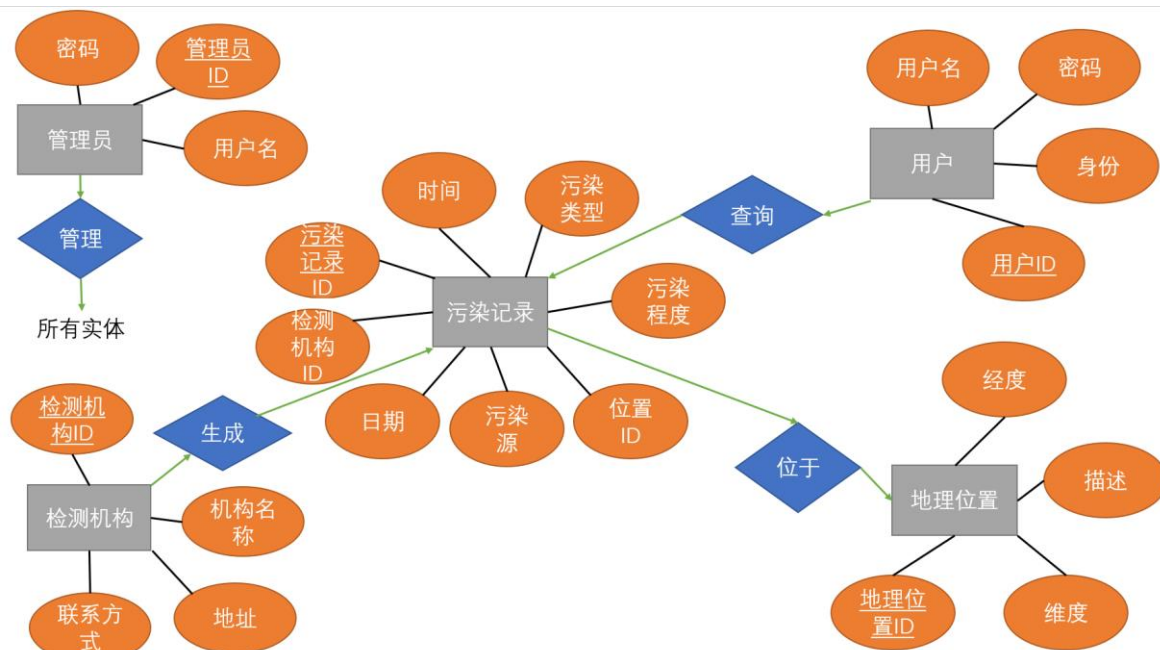 密码
管理员
ID
管理员
用户名
管理
所有实体
用户名
密码
用户
身份
用户ID
查询
时间
污染
类型
污染
记录
ID
污染记录
污染
程度
检测
机构
ID
日期
污染
源
位置
ID
检测机
构ID
生成
检测机构
机构名
称
联系方
式
地址
经度
位于
地理位置
描述
地理位
置ID
维度